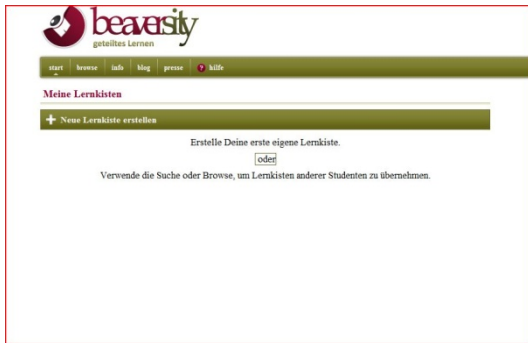 beaversity
geteiltes Lernen
start browse info blog presse ? hilfe
Meine Lernkisten
+ Neue Lernkiste erstellen
Erstelle Deine erste eigene Lernkiste.
oder
Verwende die Suche oder Browse, um Lernkisten anderer Studenten zu übernehmen.